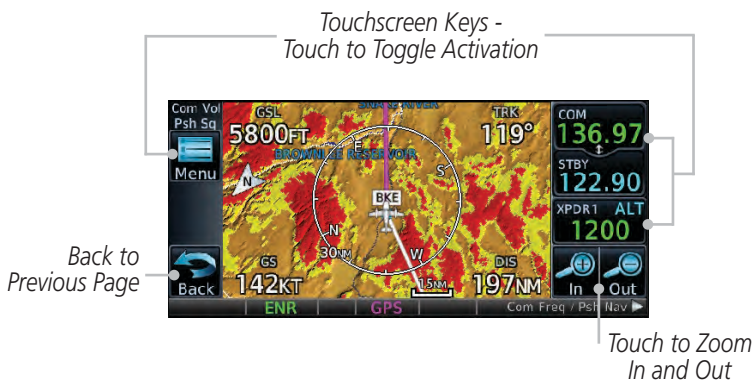 Touchscreen Keys -
Touch to Toggle Activation
Com Vol
Psh Sq
Menu
GSL
5800FT
SNAKE RIVER
TRK
119°
BROWNLEE RESERVOIR
E
S
N
BKE
N
W
30NM
GS
142KT
15NM
DIS
197NM
COM
136.97
STBY
122.90
XPDR1 ALT
1200
Back to
Previous Page
Back
In
Out
ENR
GPS
Com Freq / Psh Nav
Touch to Zoom
In and Out